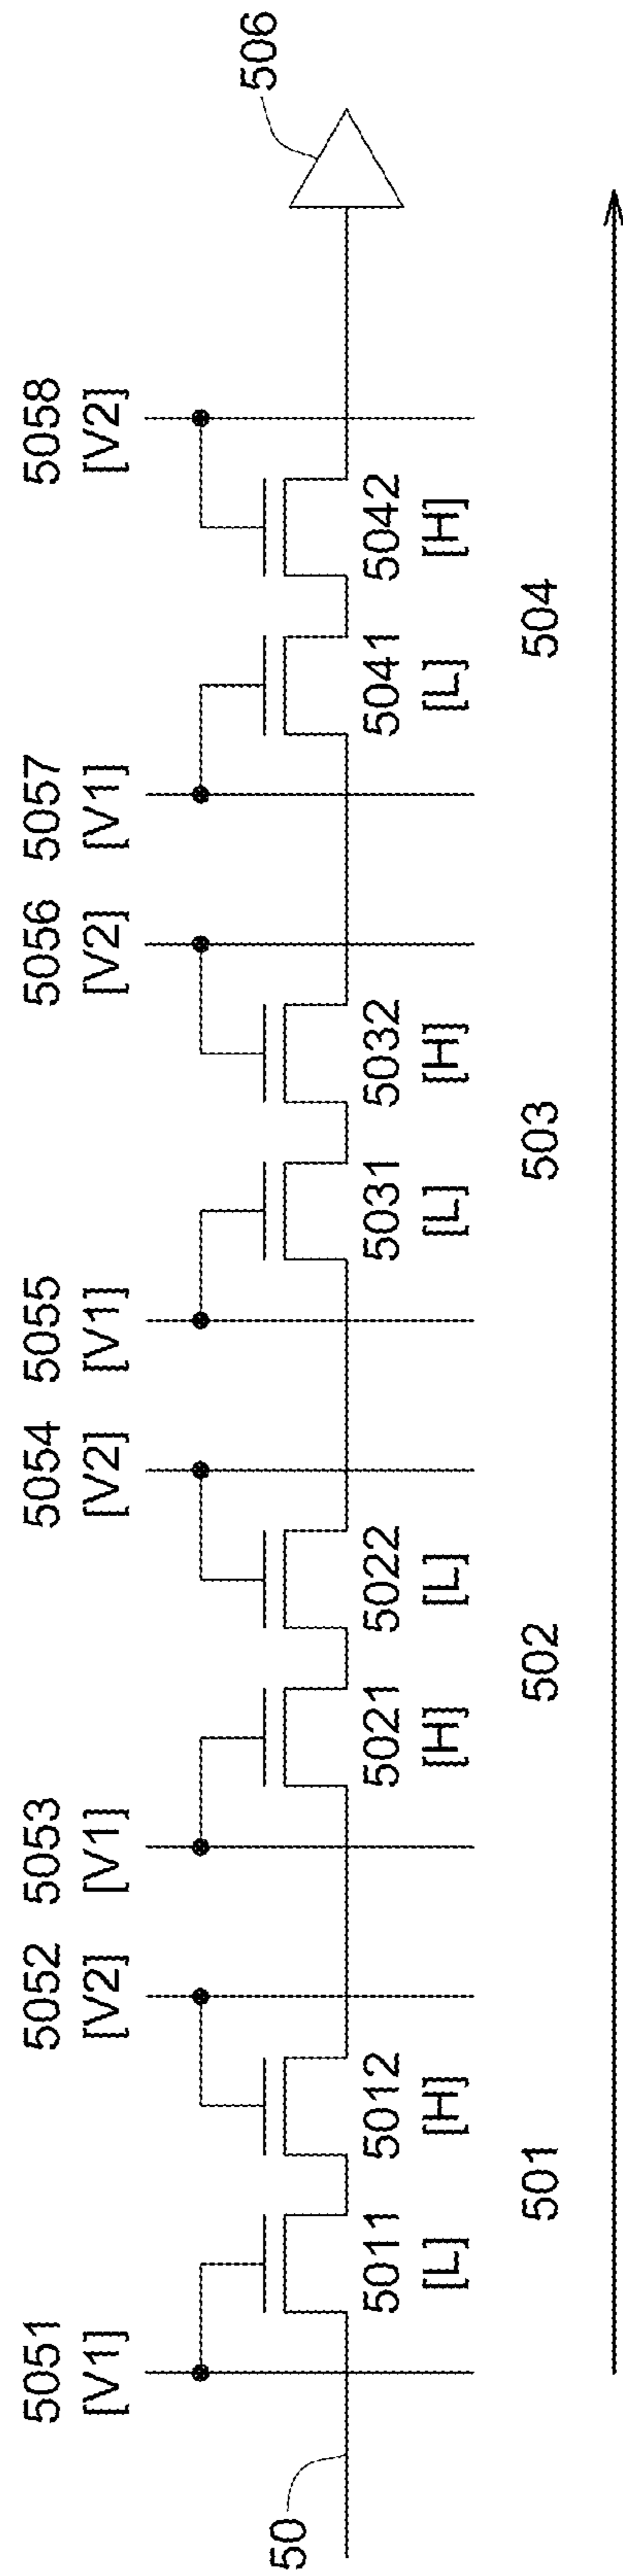 5051 5052 5053 5054 5055 5056 5057 5058
[V1] [V2] [V1] [V2] [V1] [V2] [V1] [V2]
506
50
5011 5012 5021 5022 5031 5032 5041 5042
[L] [H] [H] [L] [L] [H] [L] [H]
501 502 503 504